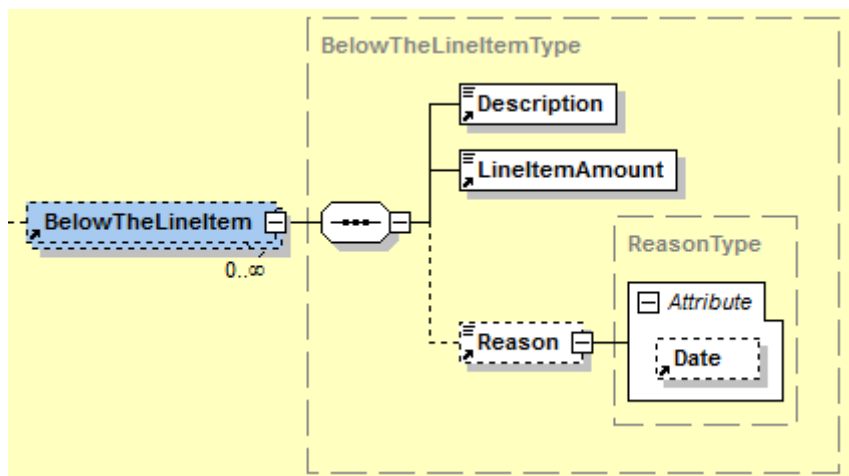 BelowTheLineItemType
Description
LineItemAmount
BelowTheLineItem
0..∞
ReasonType
Attribute
Reason
Date